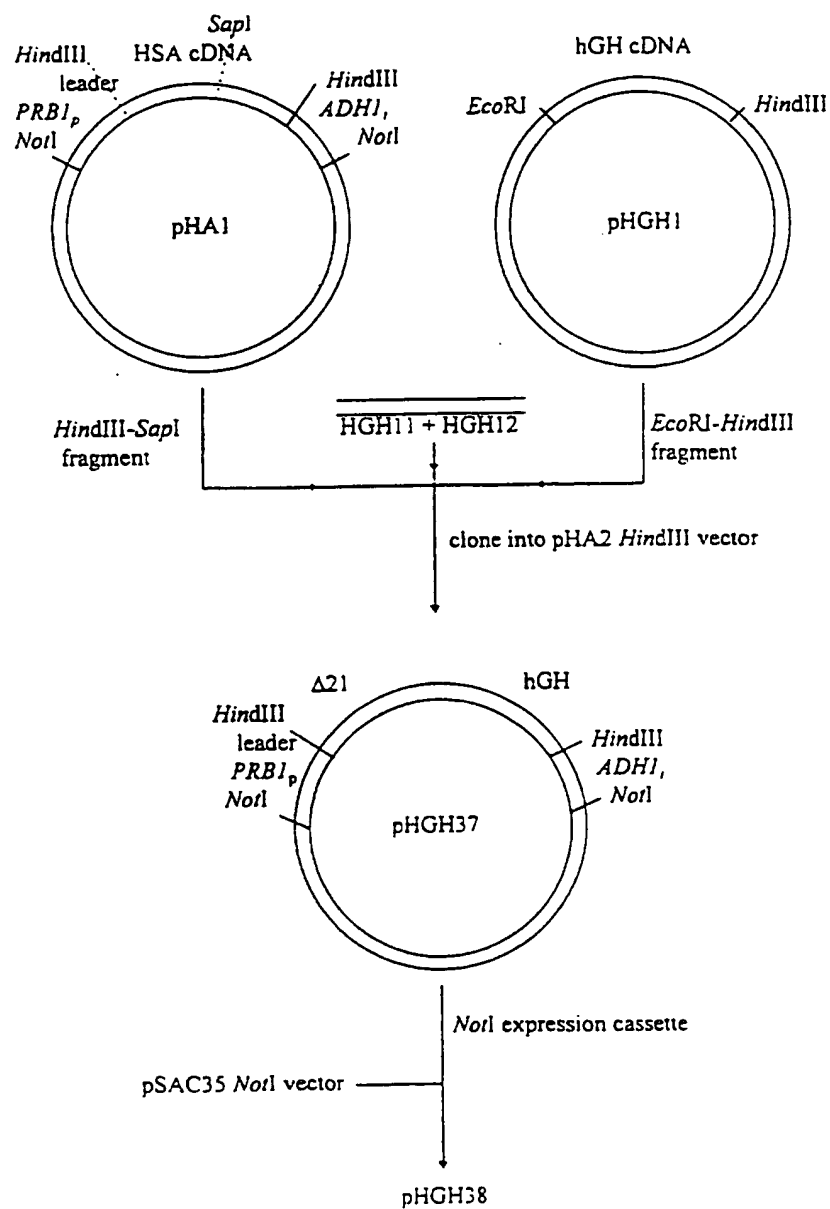 SapI
HindIII
HSA cDNA
leader
HindIII
PRB1p
ADH1t
NotI
NotI
pHA1
hGH cDNA
EcoRI
HindIII
pHGH1
HindIII-SapI
fragment
HGH11 + HGH12
EcoRI-HindIII
fragment
clone into pHA2 HindIII vector
Δ21
hGH
HindIII
leader
PRB1p
NotI
HindIII
ADH1t
NotI
pHGH37
NotI expression cassette
pSAC35 NotI vector
pHGH38